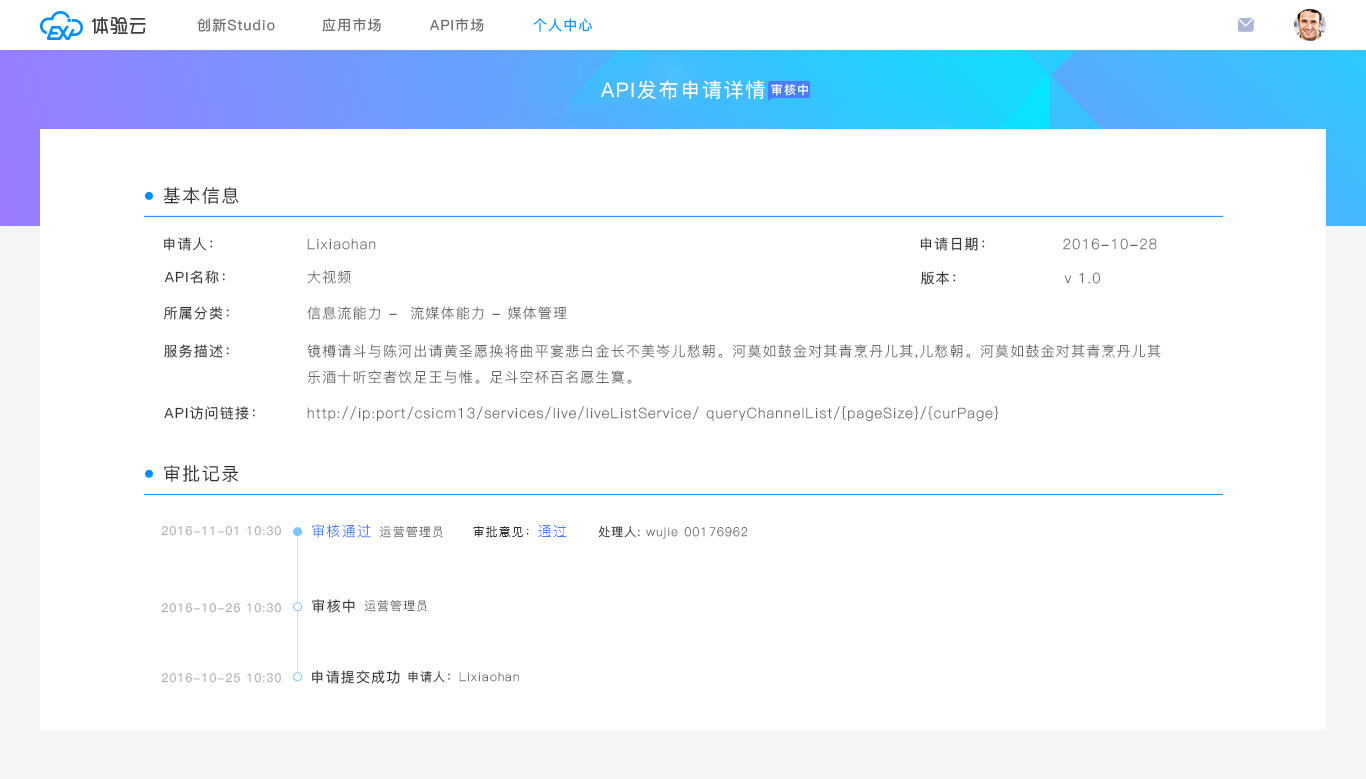 EXP 体验云 创新Studio 应用市场 API市场 个人中心
API发布申请详情 审核中
基本信息
申请人： Lixiaohan 申请日期： 2016-10-28
API名称： 大视频 版本： v 1.0
所属分类： 信息流能力 - 流媒体能力 - 媒体管理
服务描述： 镜樽请斗与陈河出请黄圣愿换将曲平宴悲白金长不美岑儿愁朝。河莫如鼓金对其青烹丹儿其,儿愁朝。河莫如鼓金对其青烹丹儿其
乐酒十听空者饮足王与惟。足斗空杯百名愿生寞。
API访问链接： http://ip:port/csicm13/services/live/liveListService/ queryChannelList/{pageSize}/{curPage}
审批记录
2016-11-01 10:30 审核通过 运营管理员 审批意见： 通过 处理人: wujie 00176962
2016-10-26 10:30 审核中 运营管理员
2016-10-25 10:30 申请提交成功 申请人： Lixiaohan